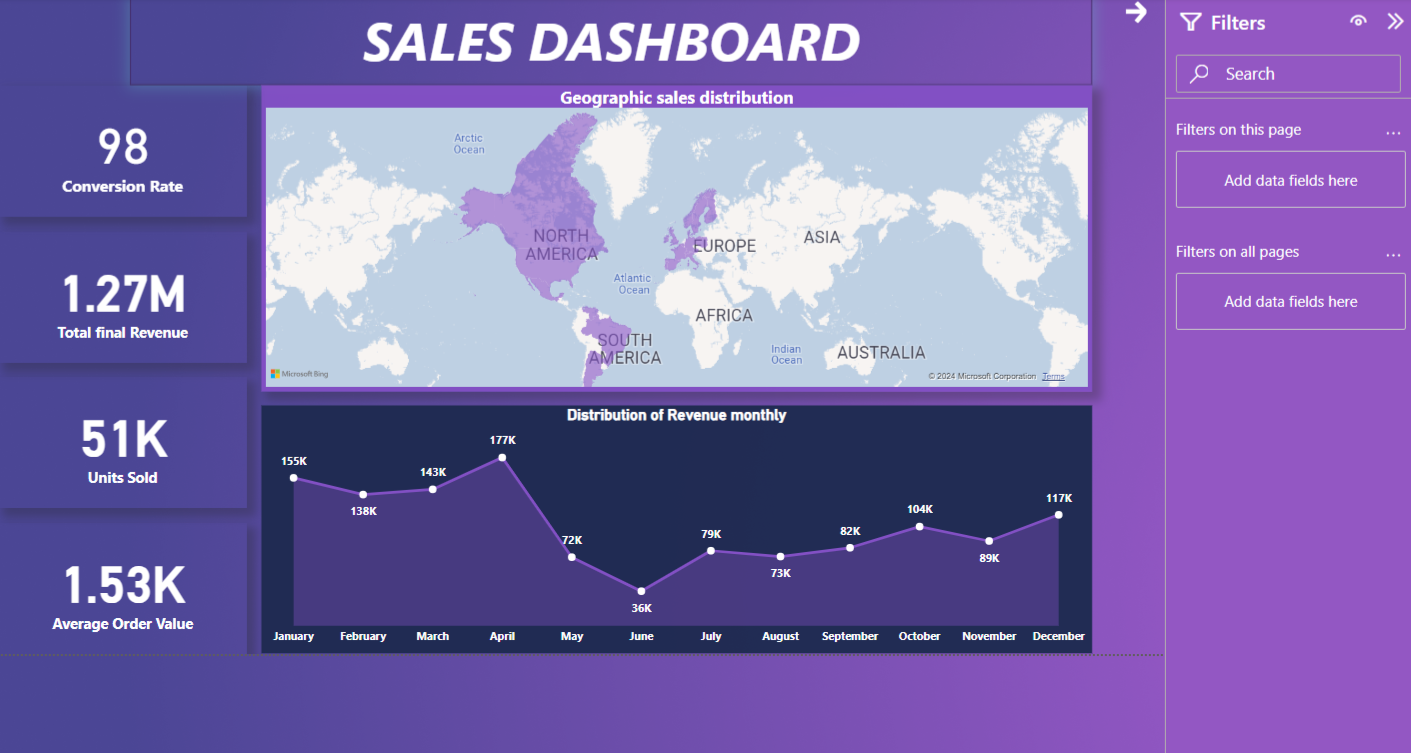 SALES DASHBOARD
Filters
Search
Filters on this page
...
Add data fields here
Filters on all pages
...
Add data fields here
98
Conversion Rate
1.27M
Total final Revenue
51K
Units Sold
1.53K
Average Order Value
Geographic sales distribution
Arctic
Ocean
NORTH
AMERICA
EUROPE
ASIA
Atlantic
Ocean
AFRICA
SOUTH
AMERICA
Indian
Ocean
AUSTRALIA
Microsoft Bing
© 2024 Microsoft Corporation Terms
Distribution of Revenue monthly
155K
138K
143K
177K
72K
36K
79K
73K
82K
104K
89K
117K
January February March April May June July August September October November December